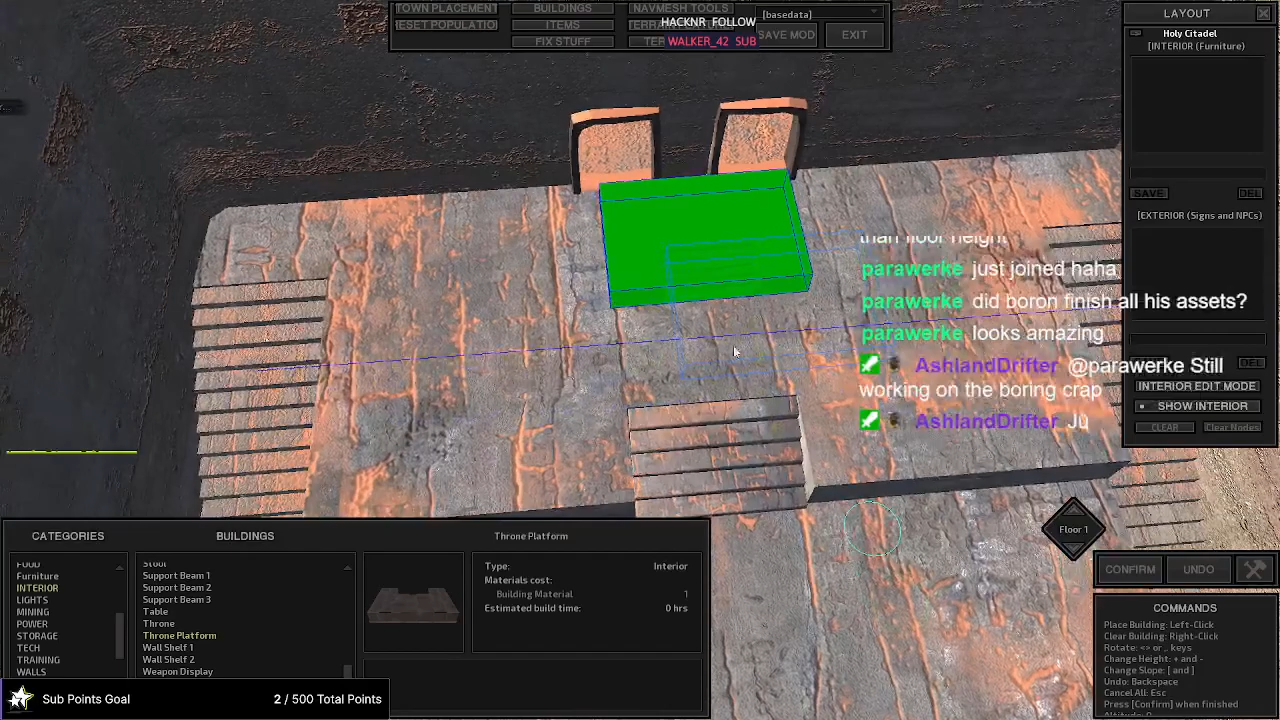 TOWN PLACEMENT
BUILDINGS
NAVMESH TOOLS
[basedata]
RESET POPULATION
ITEMS
HACKNR FOLLOW
SAVE MOD
EXIT
FIX STUFF
WALKER_42 SUB
LAYOUT
Holy Citadel
[INTERIOR (Furniture)
SAVE
DEL
[EXTERIOR (Signs and NPCs)
than floor height
parawerke just joined haha
parawerke did boron finish all his assets?
parawerke looks amazing
AshlandDrifter @parawerke Still
working on the boring crap
AshlandDrifter Jü
DEL
INTERIOR EDIT MODE
SHOW INTERIOR
CLEAR
Clear Nodes
Floor 1
CONFIRM
UNDO
COMMANDS
Place Building: Left-Click
Clear Building: Right-Click
Rotate: <> or ,. keys
Change Height: + and -
Change Slope: [ and ]
Undo: Backspace
Cancel All: Esc
Press [Confirm] when finished
Altitude: 0
CATEGORIES
FOOD
Furniture
INTERIOR
LIGHTS
MINING
POWER
STORAGE
TECH
TRAINING
WALLS
BUILDINGS
Stool
Support Beam 1
Support Beam 2
Support Beam 3
Table
Throne
Throne Platform
Wall Shelf 1
Wall Shelf 2
Weapon Display
Throne Platform
Type: Interior
Materials cost:
Building Material 1
Estimated build time: 0 hrs
Sub Points Goal
2 / 500 Total Points